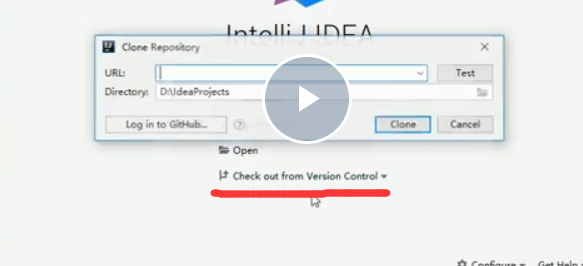 IntelliJ IDEA
Clone Repository
URL:
Test
Directory: D:\IdeaProjects
Log in to GitHub...
?
Clone
Cancel
Open
Check out from Version Control
Configure
Get Help